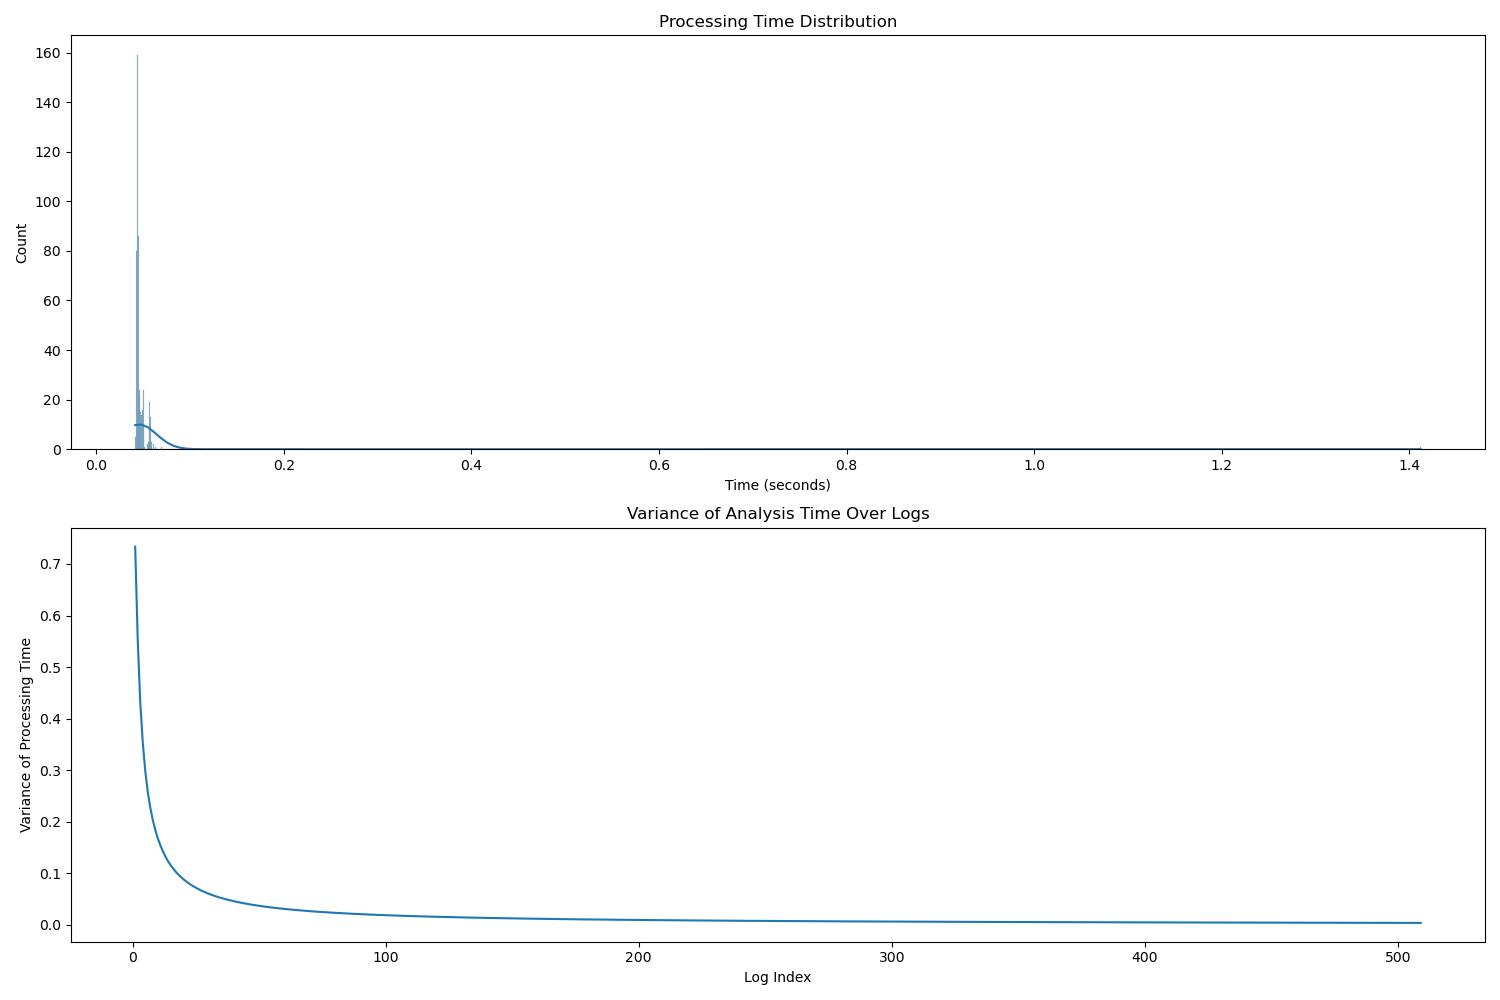 Processing Time Distribution
160
140
120
100
80
60
40
20
0
Count
0.0 0.2 0.4 0.6 0.8 1.0 1.2 1.4
Time (seconds)
Variance of Analysis Time Over Logs
0.7
0.6
0.5
0.4
0.3
0.2
0.1
0.0
Variance of Processing Time
0 100 200 300 400 500
Log Index